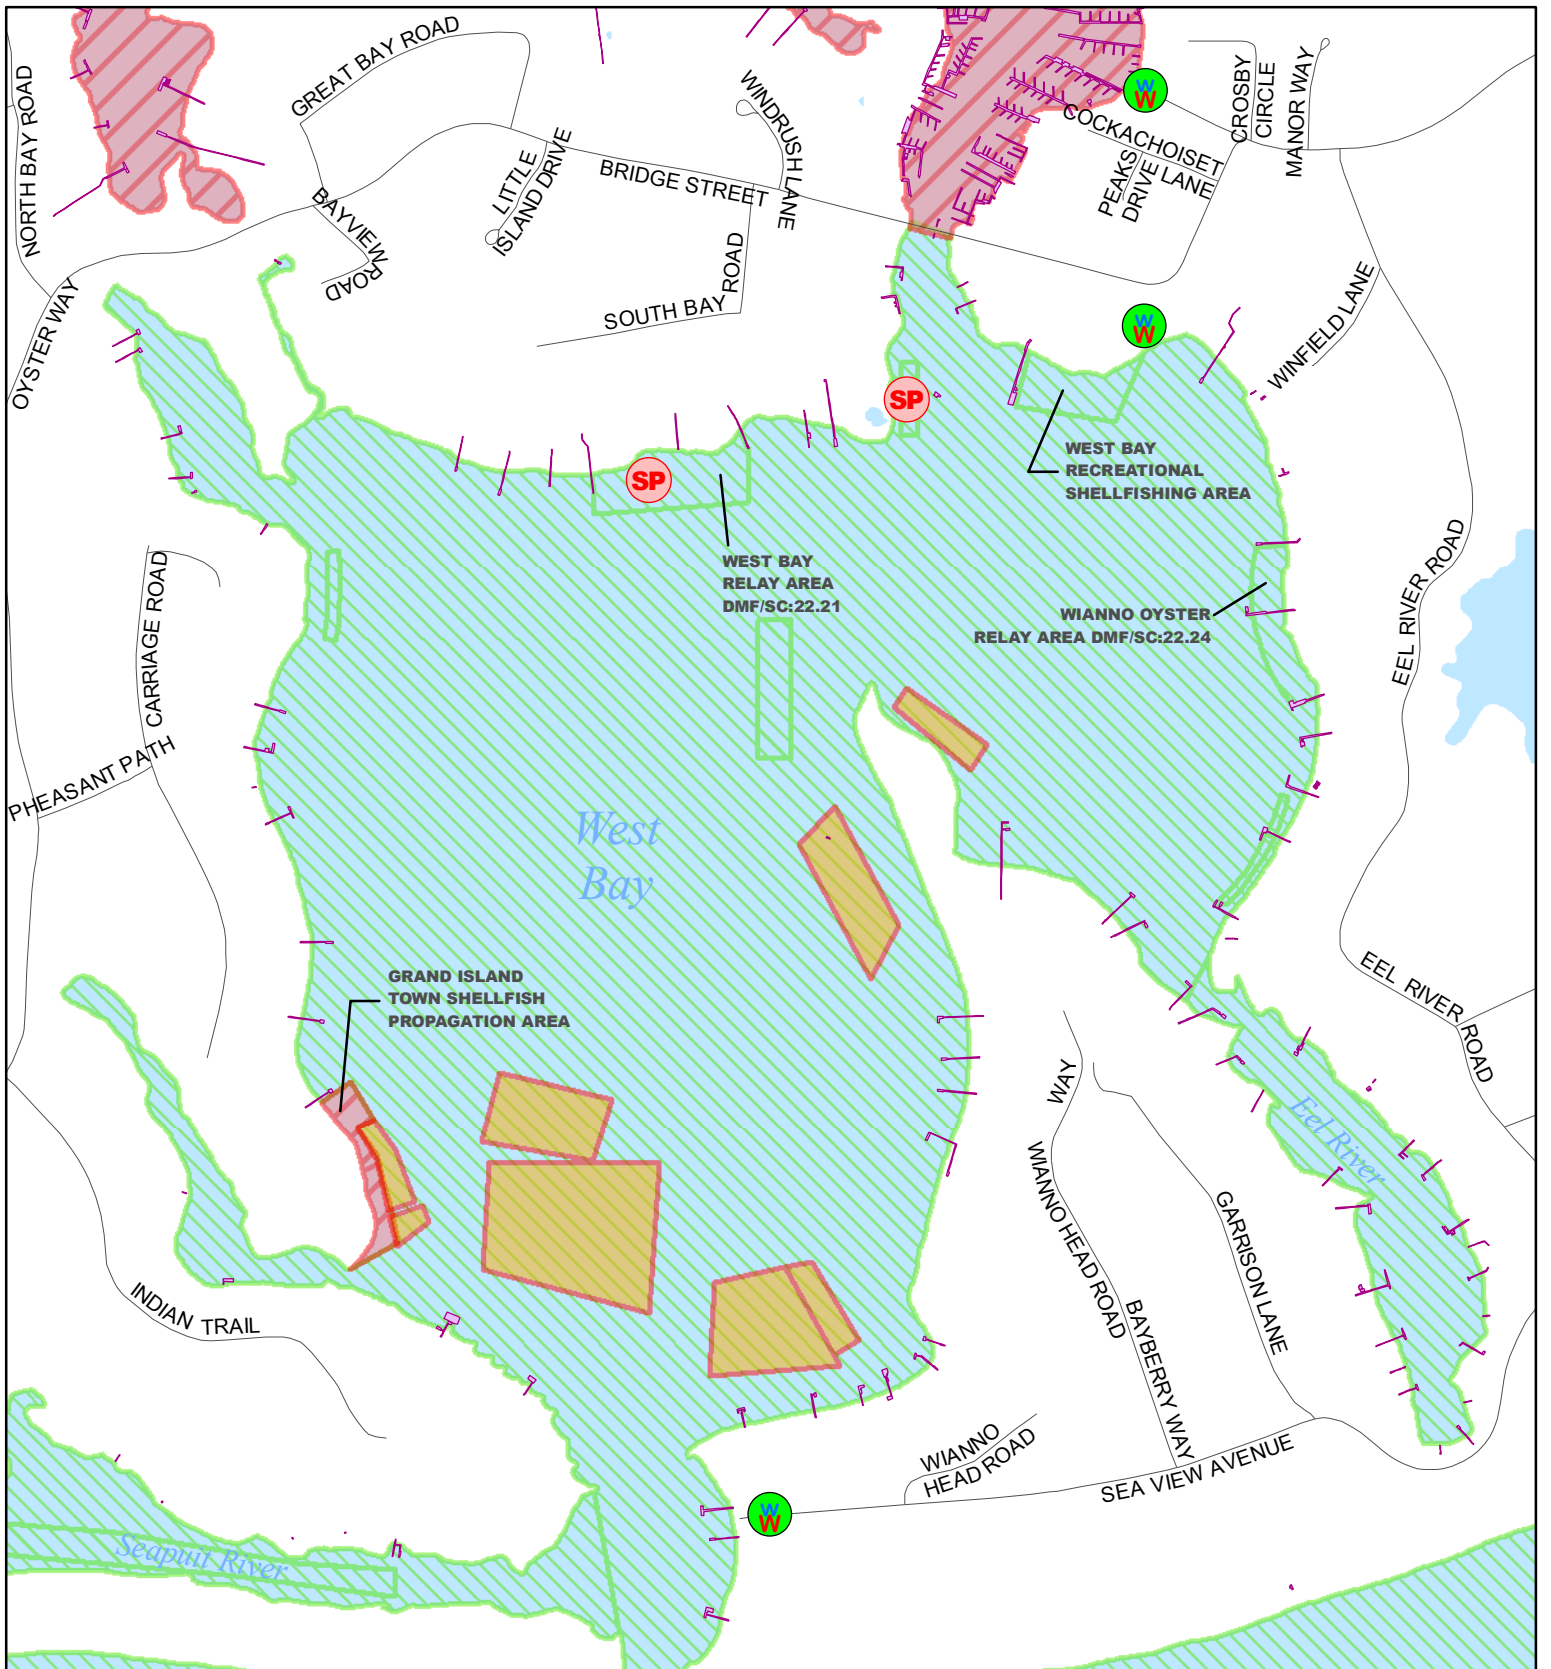 GREAT BAY ROAD
NORTH BAY ROAD
OYSTER WAY
BAYVIEW
ROAD
LITTLE
ISLAND DRIVE
BRIDGE STREET
WINDRUSH LANE
SOUTH BAY
ROAD
W
W
COCKACHOISET
LANE
PEAKS
DRIVE
CROSBY
CIRCLE
MANOR WAY
W
W
WINFIELD LANE
SP
SP
WEST BAY
RECREATIONAL
SHELLFISHING AREA
WEST BAY
RELAY AREA
DMF/SC:22.21
WIANNO OYSTER
RELAY AREA DMF/SC:22.24
EEL RIVER ROAD
CARRIAGE ROAD
PHEASANT PATH
West
Bay
GRAND ISLAND
TOWN SHELLFISH
PROPAGATION AREA
EEL RIVER
ROAD
WAY
WIANNO HEAD ROAD
Eel River
GARRISON LANE
BAYBERRY WAY
INDIAN TRAIL
WIANNO
HEAD ROAD
SEA VIEW AVENUE
W
W
Seapuit River